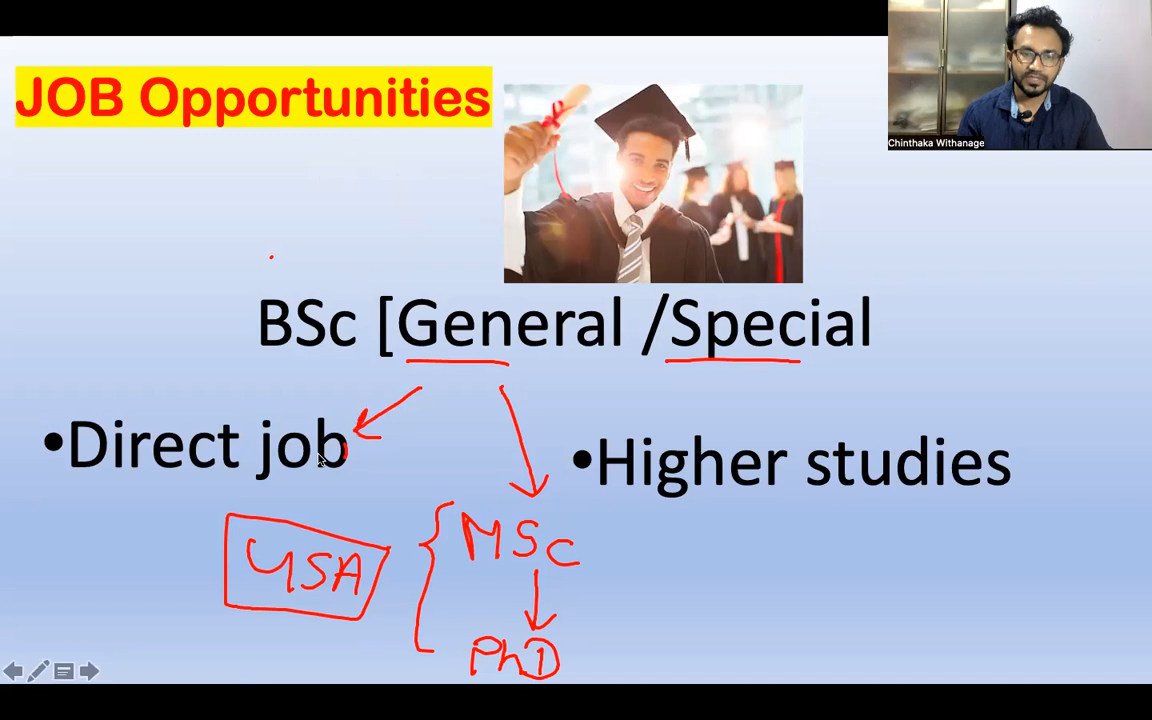 JOB Opportunities
Chinthaka Withanage
BSc [General /Special
•Direct job
•Higher studies
MSc
USA
PhD